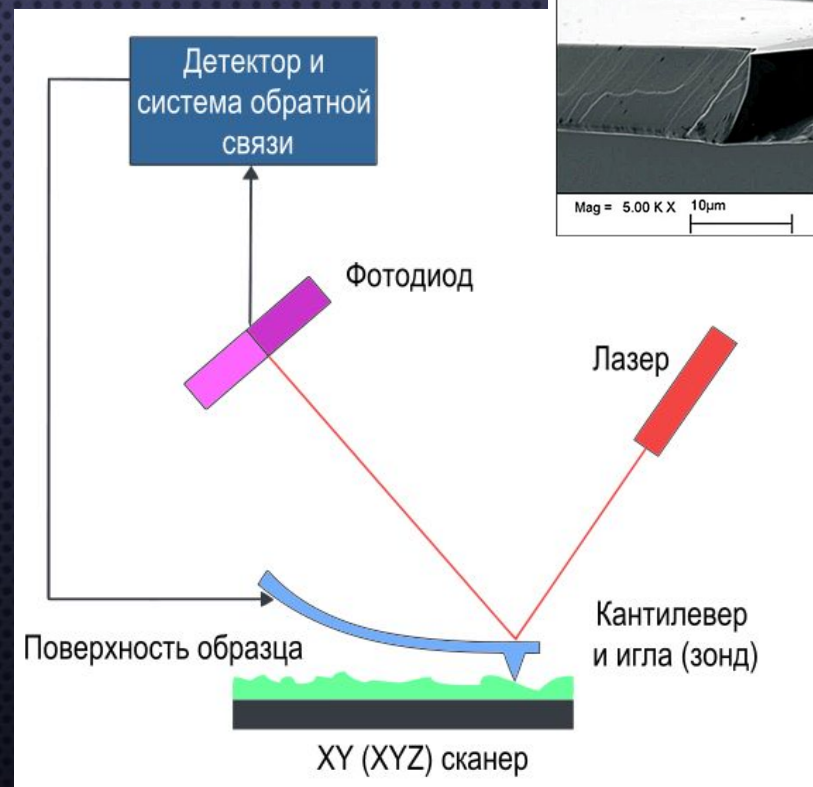 Детектор и
система обратной
связи
Mag = 5.00 K X 10µm
Фотодиод
Лазер
Кантилевер
и игла (зонд)
Поверхность образца
XY (XYZ) сканер